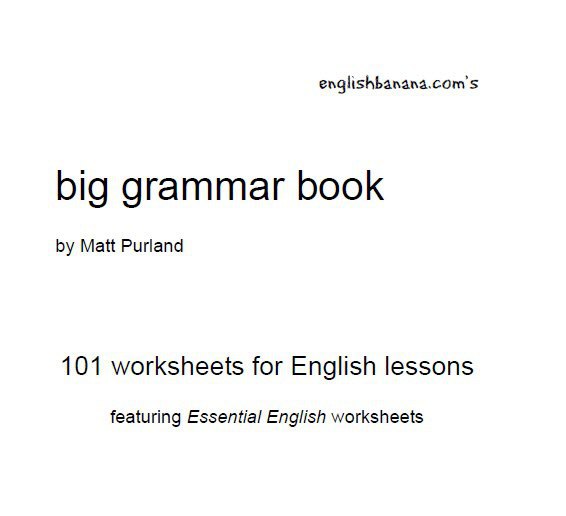 englishbanana.com's
big grammar book
by Matt Purland
101 worksheets for English lessons
featuring Essential English worksheets